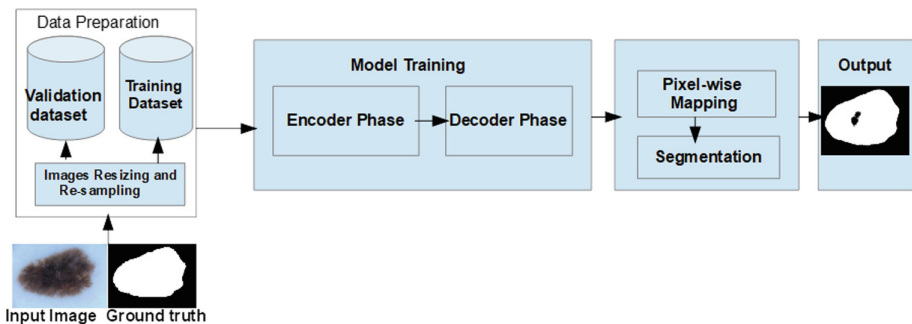 Data Preparation
Validation
dataset
Training
Dataset
Images Resizing and
Re-sampling
Input Image
Ground truth
Model Training
Encoder Phase
Decoder Phase
Pixel-wise
Mapping
Segmentation
Output